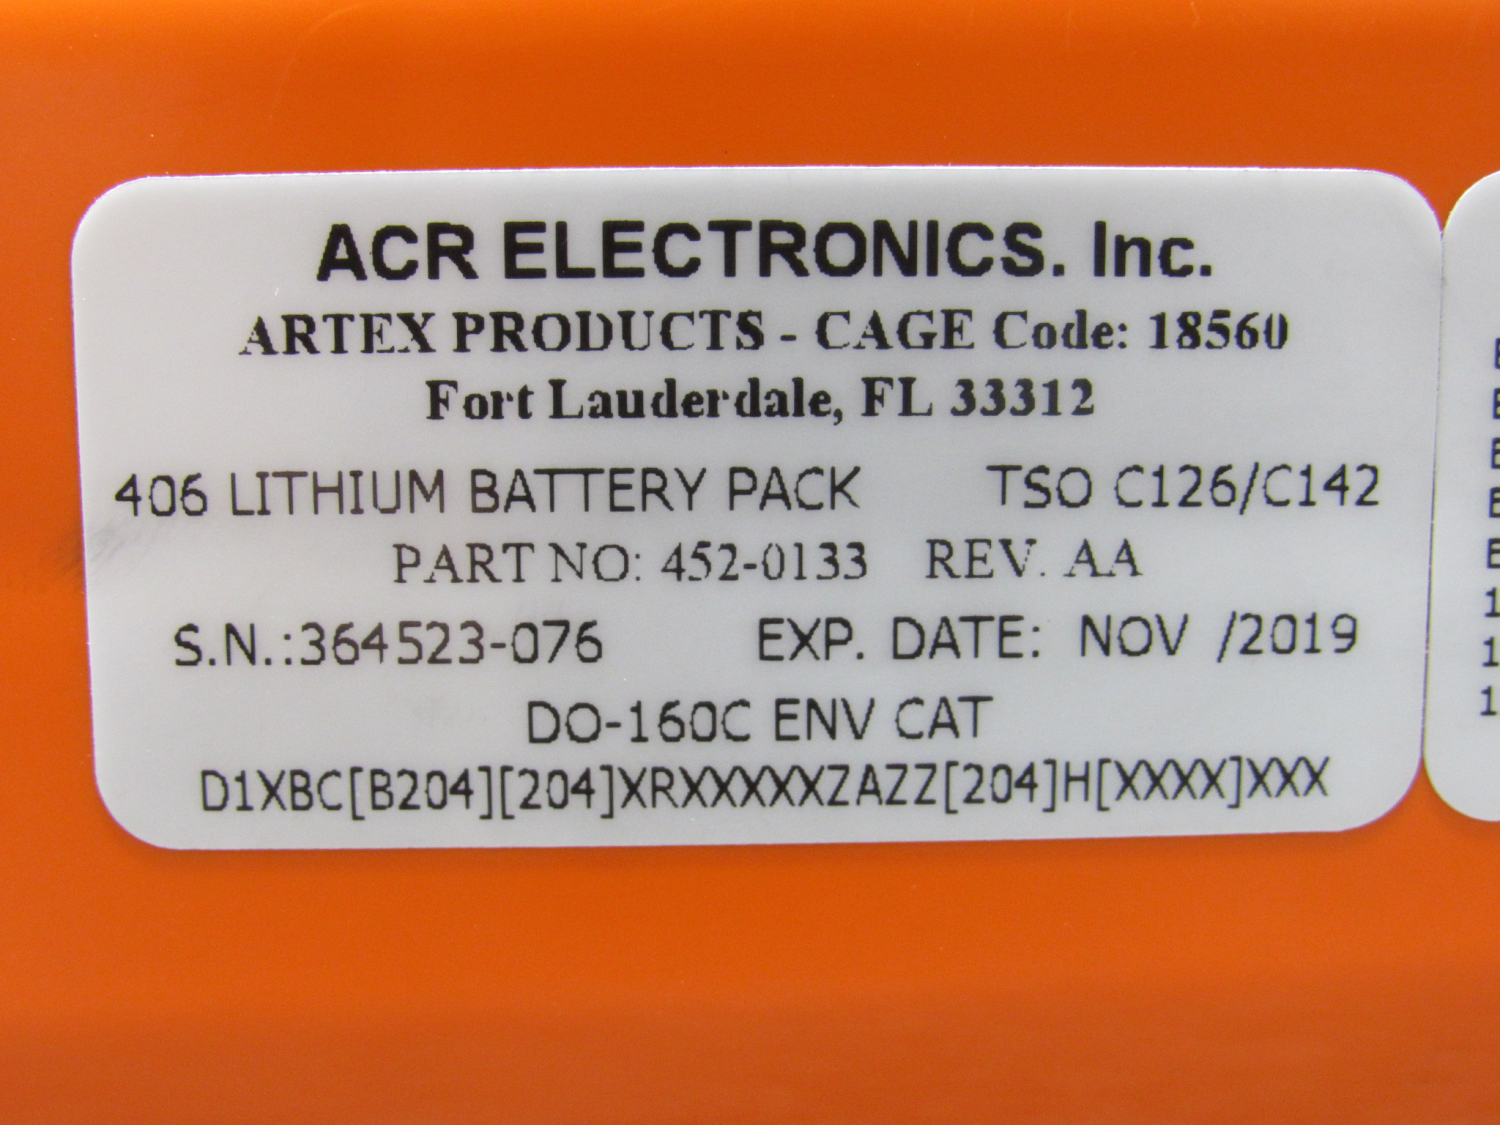 ACR ELECTRONICS. Inc.
ARTEX PRODUCTS - CAGE Code: 18560
Fort Lauderdale, FL 33312
406 LITHIUM BATTERY PACK TSO C126/C142
PART NO: 452-0133 REV. AA
S.N.:364523-076 EXP. DATE: NOV /2019
DO-160C ENV CAT
D1XBC[B204][204]XRXXXXXZAZZ[204]H[XXXX]XXX